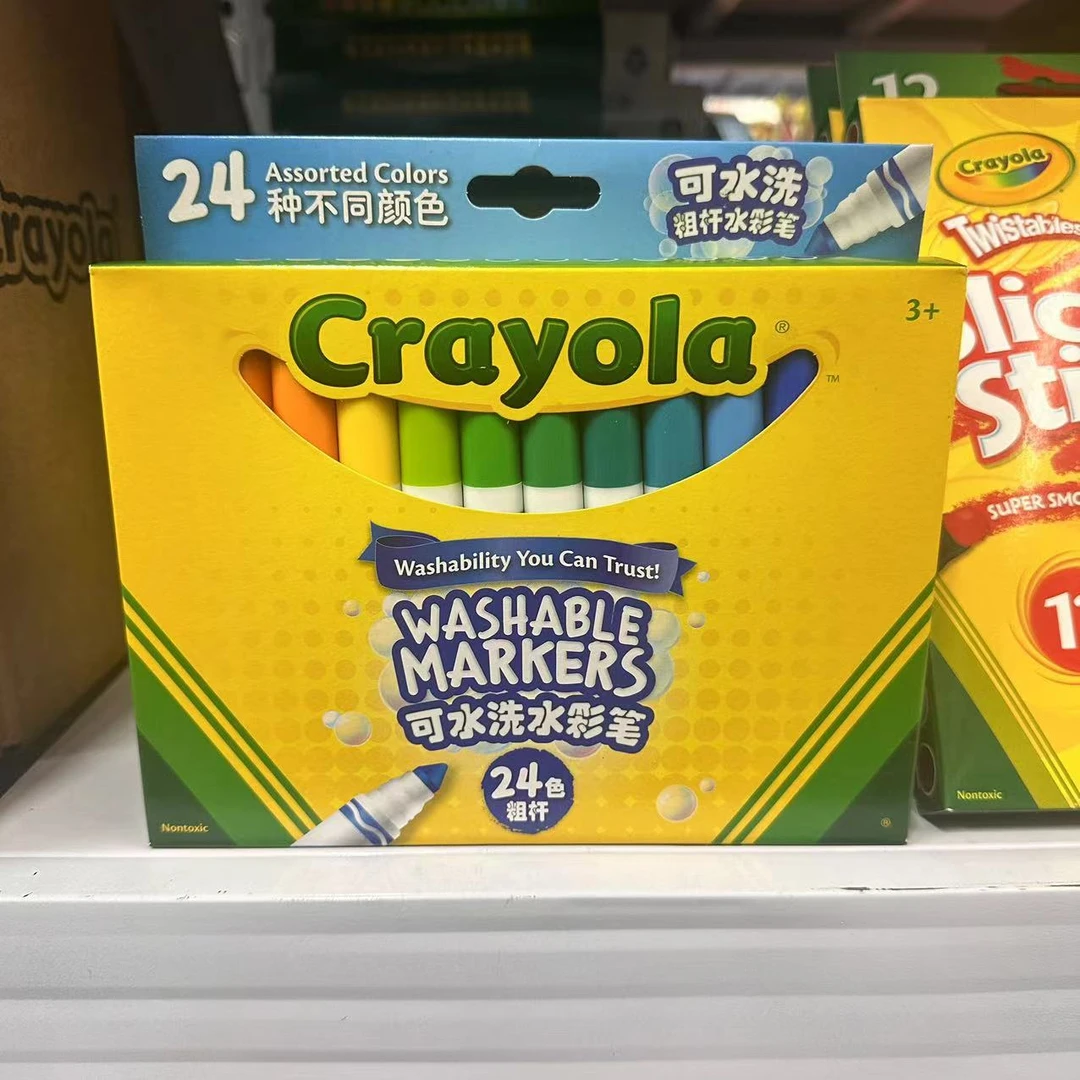 24 Assorted Colors
种不同颜色
可水洗
粗杆水彩笔
Crayola®
™
3+
Washability You Can Trust!
WASHABLE
MARKERS
可水洗水彩笔
24色
粗杆
Nontoxic
®
12
Crayola
Twistables
SUPER
Nontoxic